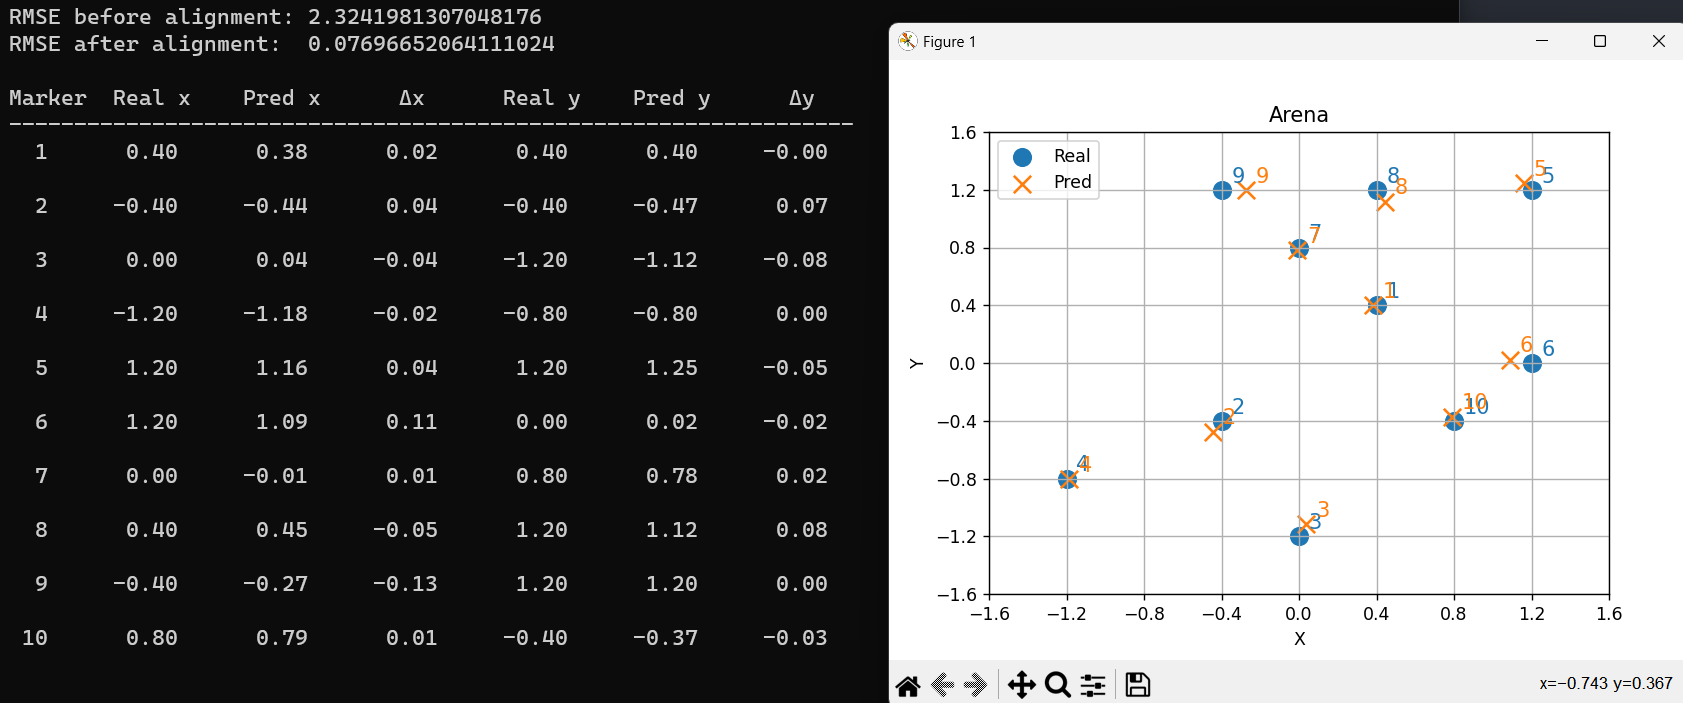 RMSE before alignment: 2.3241981307048176
RMSE after alignment:  0.07696652064111024
Marker  Real x  Pred x  Δx  Real y  Pred y  Δy
-----------------------------------------------------------------
1  0.40  0.38  0.02  0.40  0.40  -0.00
2  -0.40  -0.44  0.04  -0.40  -0.47  0.07
3  0.00  0.04  -0.04  -1.20  -1.12  -0.08
4  -1.20  -1.18  -0.02  -0.80  -0.80  0.00
5  1.20  1.16  0.04  1.20  1.25  -0.05
6  1.20  1.09  0.11  0.00  0.02  -0.02
7  0.00  -0.01  0.01  0.80  0.78  0.02
8  0.40  0.45  -0.05  1.20  1.12  0.08
9  -0.40  -0.27  -0.13  1.20  1.20  0.00
10  0.80  0.79  0.01  -0.40  -0.37  -0.03
Figure 1
Arena
Real
Pred
1.6
1.2
0.8
0.4
0.0
−0.4
−0.8
−1.2
−1.6
Y
9 9
8 8
5 5
7 7
1 1
6 6
2 2
10 10
4 4
3 3
−1.6 −1.2 −0.8 −0.4 0.0 0.4 0.8 1.2 1.6
X
x=−0.743 y=0.367